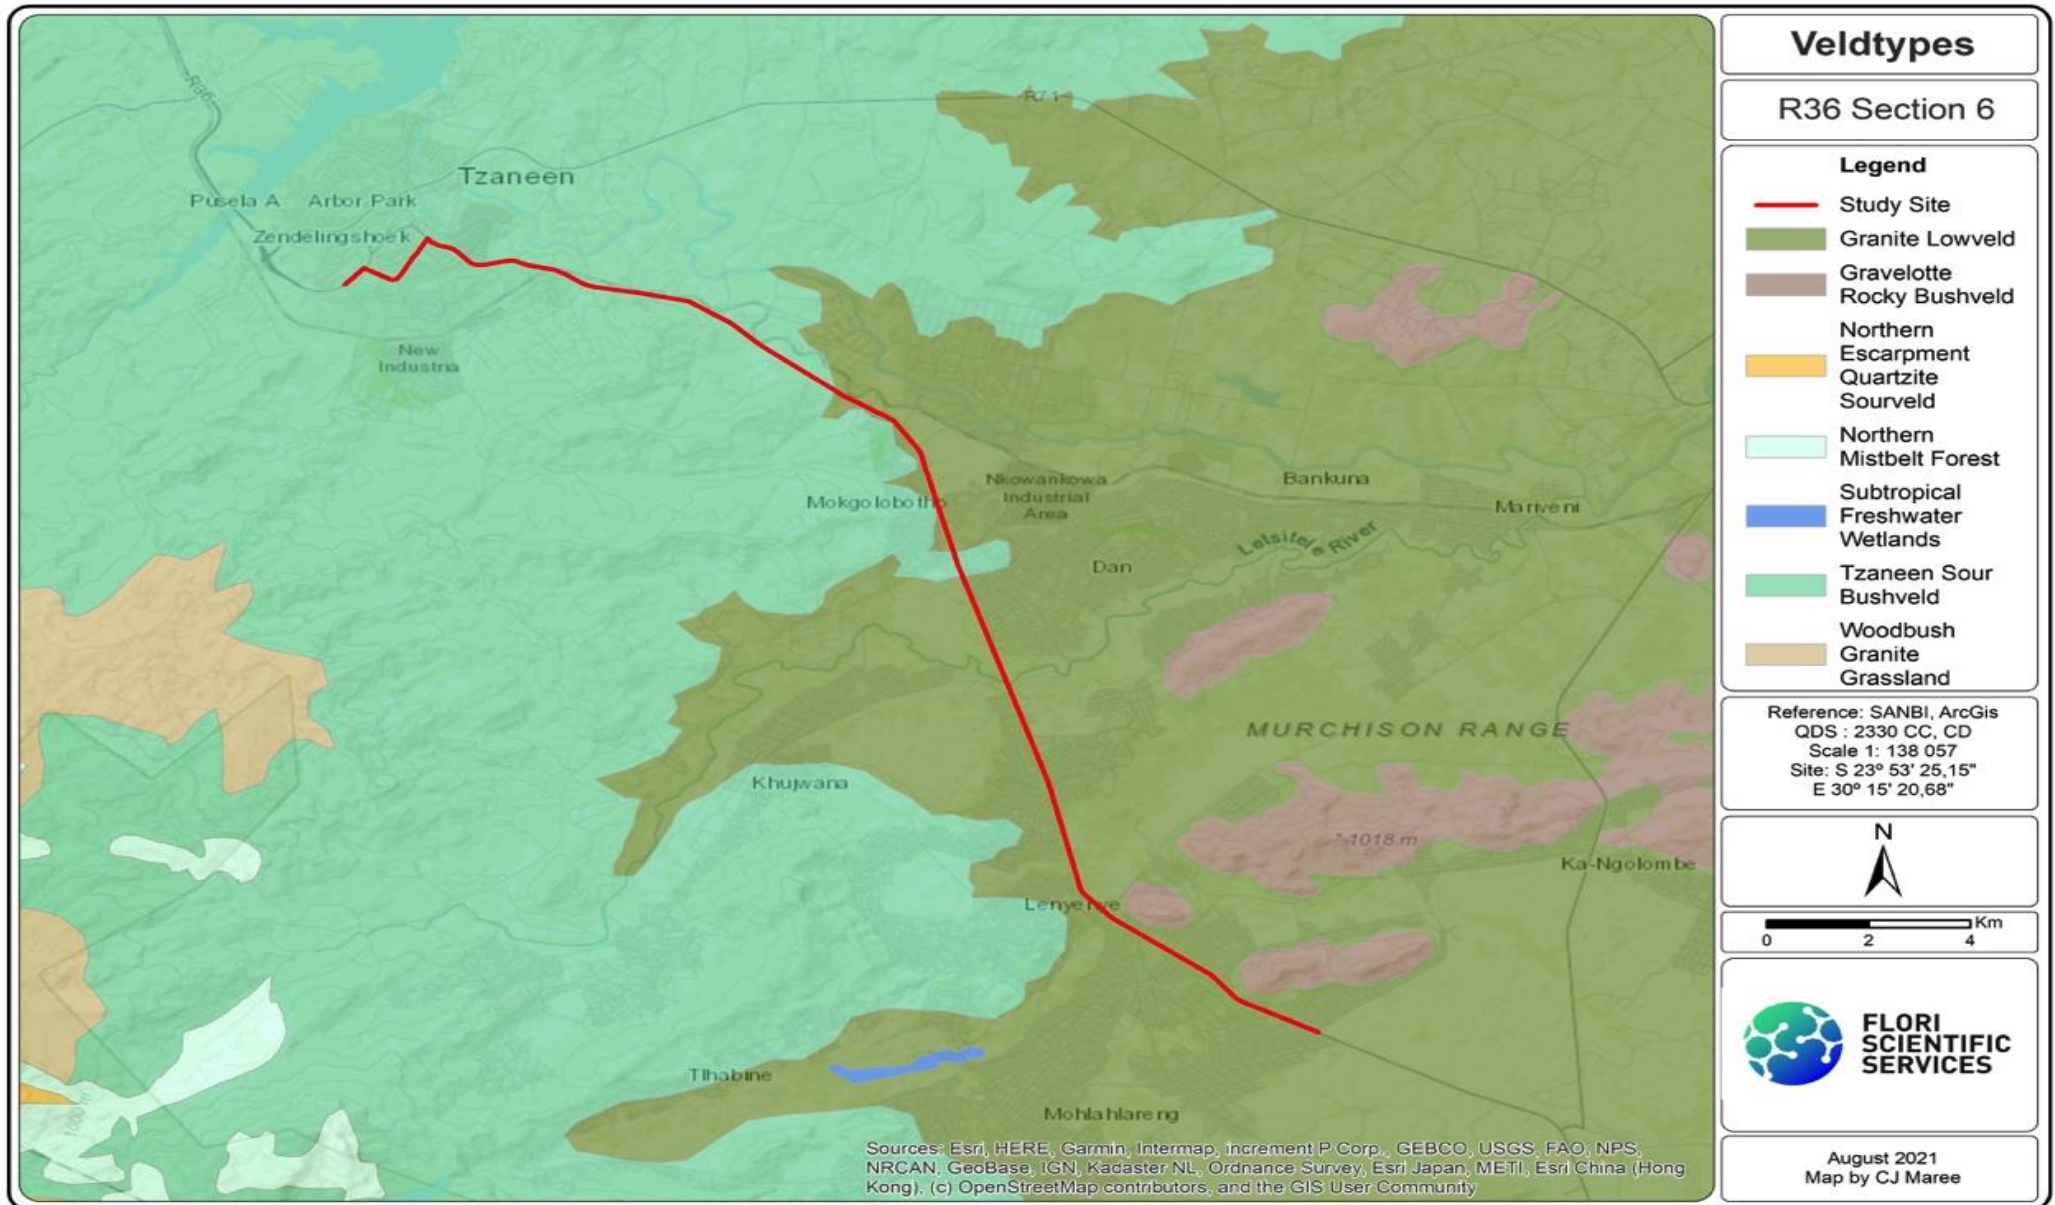 R36
R71
Tzaneen
Pusela A
Arbor Park
Zendelingshoek
New
Industria
Mokgolobotho
Nkowankowa
Industrial
Area
Bankuna
Mariveni
Letsitele River
Dan
MURCHISON RANGE
Khujwana
1018 m
Ka-Ngolombe
Lenyenye
Tlhabine
1000 m
Mohlahlareng
Sources: Esri, HERE, Garmin, Intermap, increment P Corp., GEBCO, USGS, FAO, NPS,
NRCAN, GeoBase, IGN, Kadaster NL, Ordnance Survey, Esri Japan, METI, Esri China (Hong
Kong), (c) OpenStreetMap contributors, and the GIS User Community
Veldtypes
R36 Section 6
Legend
Study Site
Granite Lowveld
Gravelotte
Rocky Bushveld
Northern
Escarpment
Quartzite
Sourveld
Northern
Mistbelt Forest
Subtropical
Freshwater
Wetlands
Tzaneen Sour
Bushveld
Woodbush
Granite
Grassland
Reference: SANBI, ArcGis
QDS : 2330 CC, CD
Scale 1: 138 057
Site: S 23º 53' 25,15"
E 30º 15' 20,68"
N
Km
0 2 4
FLORI
SCIENTIFIC
SERVICES
August 2021
Map by CJ Maree